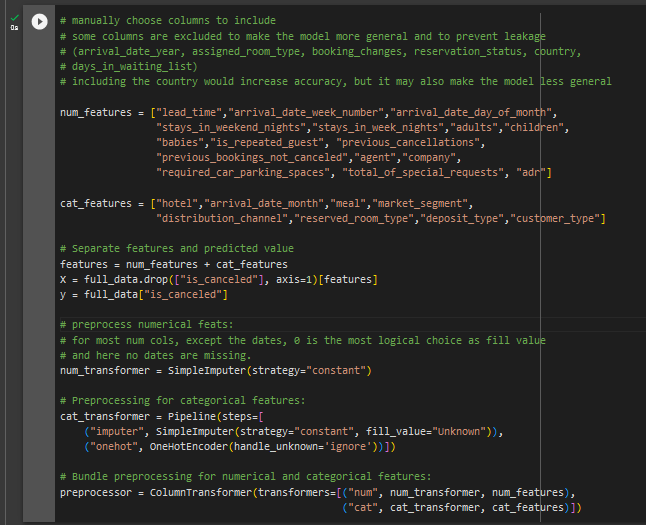 0s
# manually choose columns to include
# some columns are excluded to make the model more general and to prevent leakage
# (arrival_date_year, assigned_room_type, booking_changes, reservation_status, country,
# days_in_waiting_list)
# including the country would increase accuracy, but it may also make the model less general
num_features = ["lead_time","arrival_date_week_number","arrival_date_day_of_month",
"stays_in_weekend_nights","stays_in_week_nights","adults","children",
"babies","is_repeated_guest", "previous_cancellations",
"previous_bookings_not_canceled","agent","company",
"required_car_parking_spaces", "total_of_special_requests", "adr"]
cat_features = ["hotel","arrival_date_month","meal","market_segment",
"distribution_channel","reserved_room_type","deposit_type","customer_type"]
# Separate features and predicted value
features = num_features + cat_features
X = full_data.drop(["is_canceled"], axis=1)[features]
y = full_data["is_canceled"]
# preprocess numerical feats:
# for most num cols, except the dates, 0 is the most logical choice as fill value
# and here no dates are missing.
num_transformer = SimpleImputer(strategy="constant")
# Preprocessing for categorical features:
cat_transformer = Pipeline(steps=[
("imputer", SimpleImputer(strategy="constant", fill_value="Unknown")),
("onehot", OneHotEncoder(handle_unknown='ignore'))])
# Bundle preprocessing for numerical and categorical features:
preprocessor = ColumnTransformer(transformers=[("num", num_transformer, num_features),
("cat", cat_transformer, cat_features)])